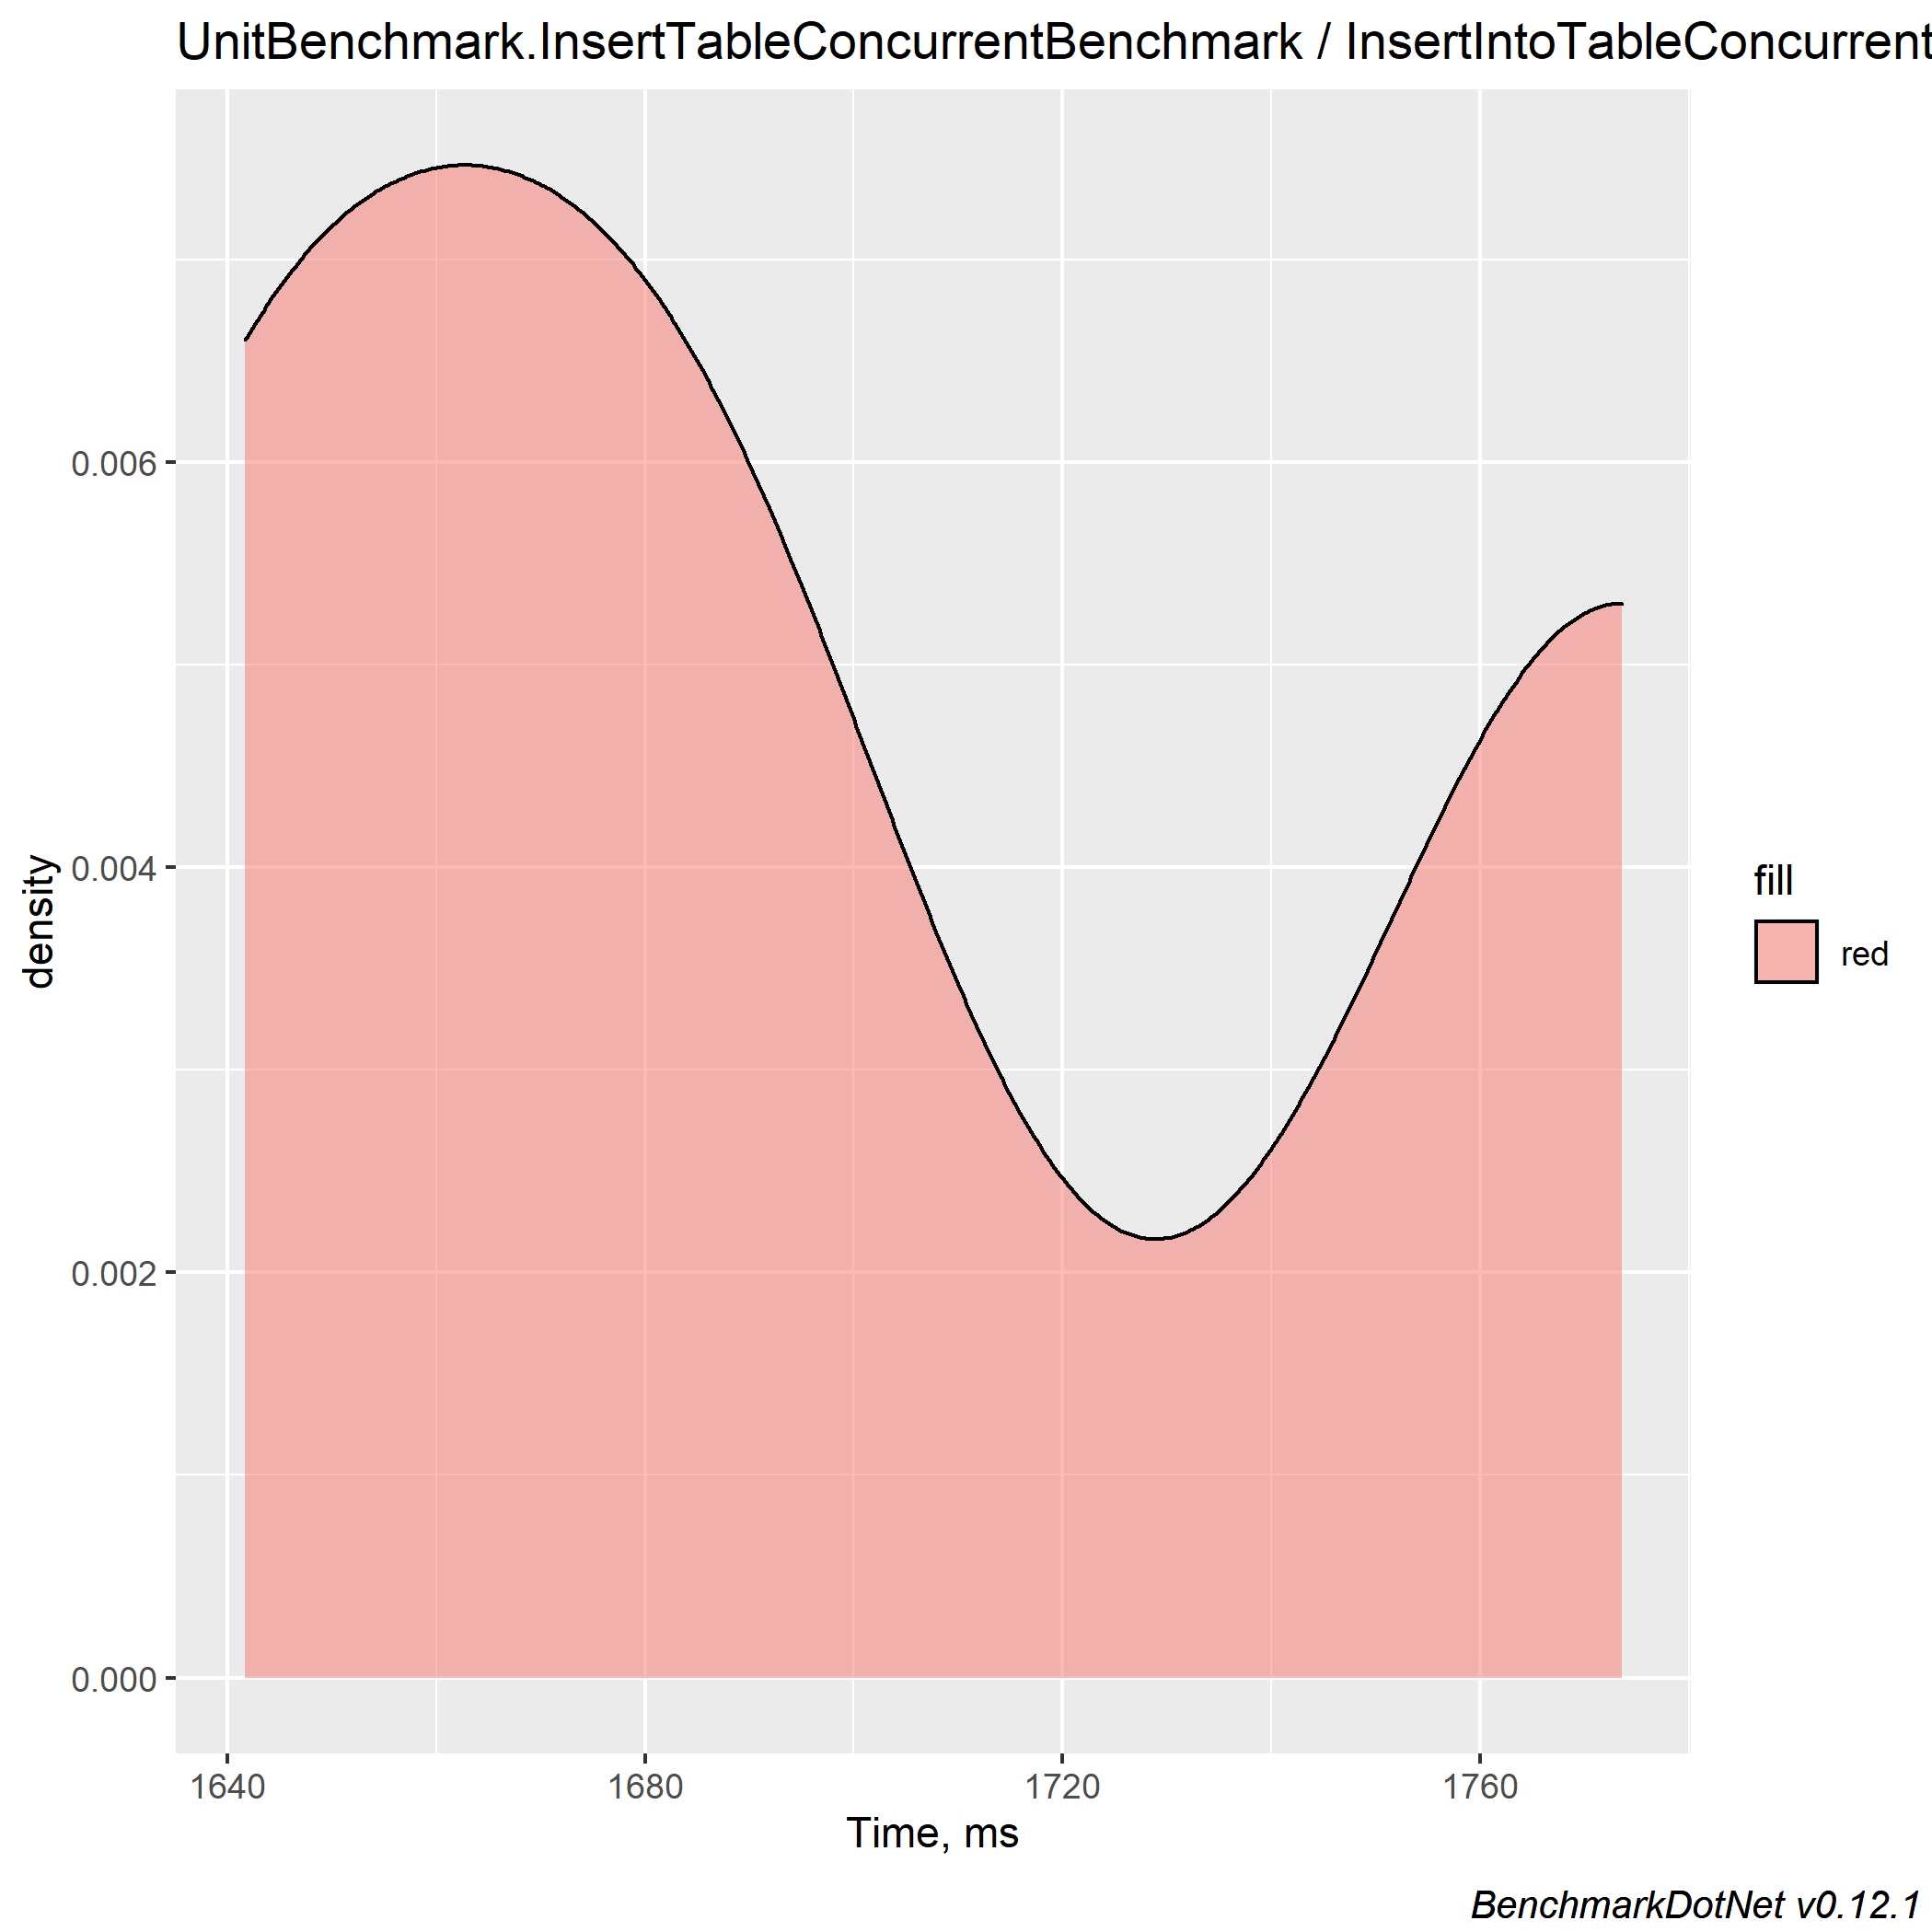 UnitBenchmark.InsertTableConcurrentBenchmark / InsertIntoTableConcurrent
0.006
0.004
0.002
0.000
density
1640 1680 1720 1760
Time, ms
fill
red
BenchmarkDotNet v0.12.1